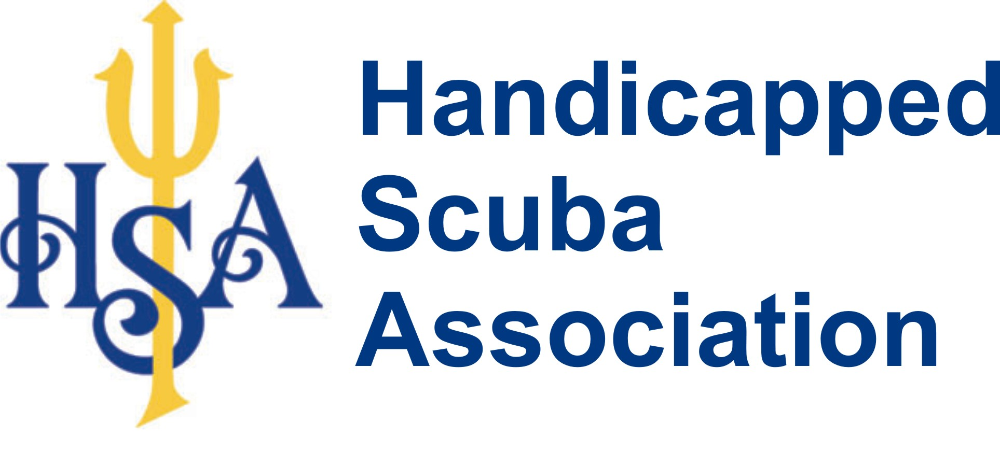 HSA
Handicapped
Scuba
Association